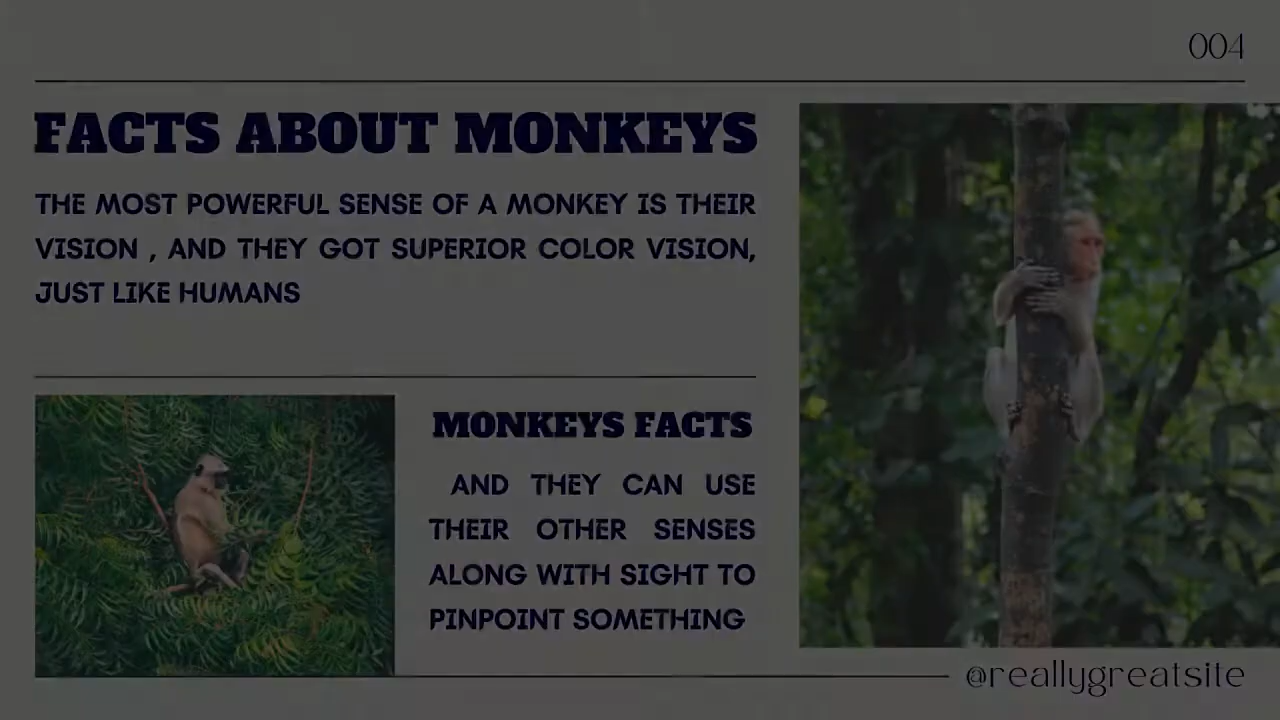 004
FACTS ABOUT MONKEYS
THE MOST POWERFUL SENSE OF A MONKEY IS THEIR
VISION , AND THEY GOT SUPERIOR COLOR VISION,
JUST LIKE HUMANS
MONKEYS FACTS
AND THEY CAN USE
THEIR OTHER SENSES
ALONG WITH SIGHT TO
PINPOINT SOMETHING
@reallygreatsite